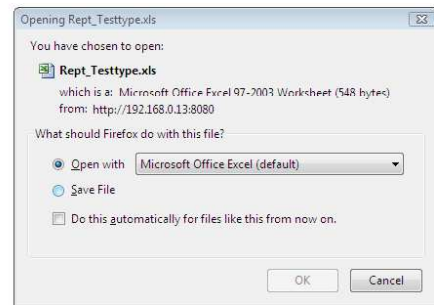 Opening Rept_Testtype.xls
You have chosen to open:
Rept_Testtype.xls
which is a: Microsoft Office Excel 97-2003 Worksheet (548 bytes)
from: http://192.168.0.13:8080
What should Firefox do with this file?
Open with Microsoft Office Excel (default)
Save File
Do this automatically for files like this from now on.
OK Cancel